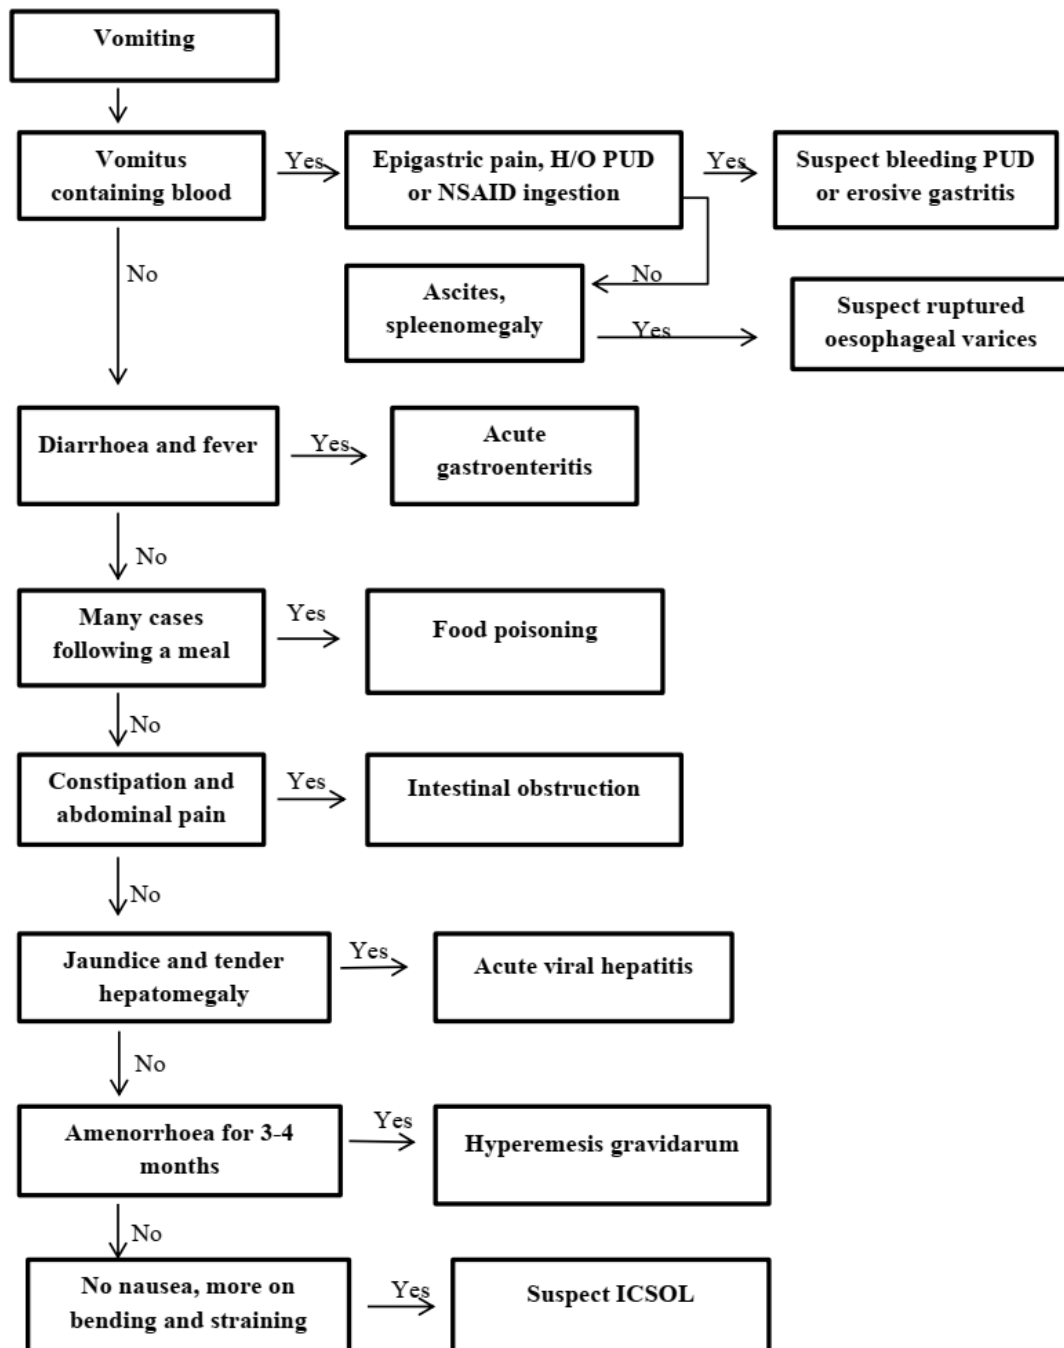 Vomiting
Vomitus
containing blood
Yes
Epigastric pain, H/O PUD
or NSAID ingestion
Yes
Suspect bleeding PUD
or erosive gastritis
No
No
Ascites,
spleenomegaly
Yes
Suspect ruptured
oesophageal varices
Diarrhoea and fever
Yes
Acute
gastroenteritis
No
Many cases
following a meal
Yes
Food poisoning
No
Constipation and
abdominal pain
Yes
Intestinal obstruction
No
Jaundice and tender
hepatomegaly
Yes
Acute viral hepatitis
No
Amenorrhoea for 3-4
months
Yes
Hyperemesis gravidarum
No
No nausea, more on
bending and straining
Yes
Suspect ICSOL